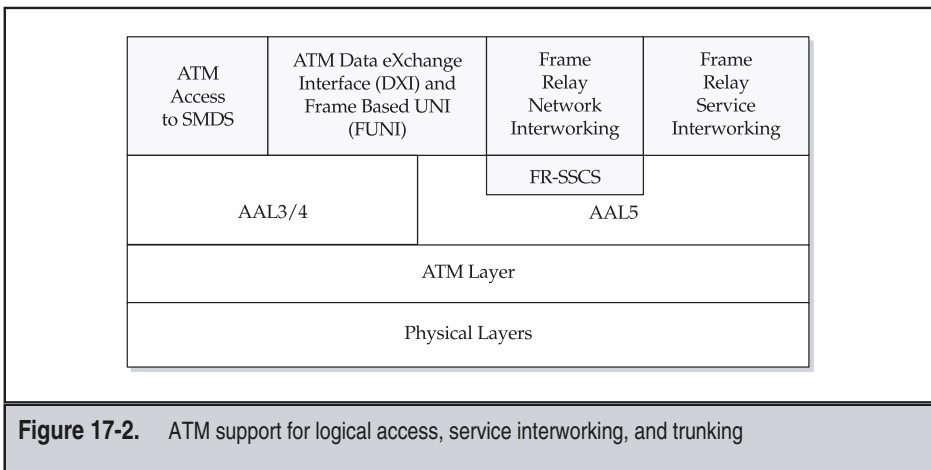 ATM
Access
to SMDS
ATM Data eXchange
Interface (DXI) and
Frame Based UNI
(FUNI)
Frame
Relay
Network
Interworking
Frame
Relay
Service
Interworking
FR-SSCS
AAL3/4
AAL5
ATM Layer
Physical Layers
Figure 17-2. ATM support for logical access, service interworking, and trunking